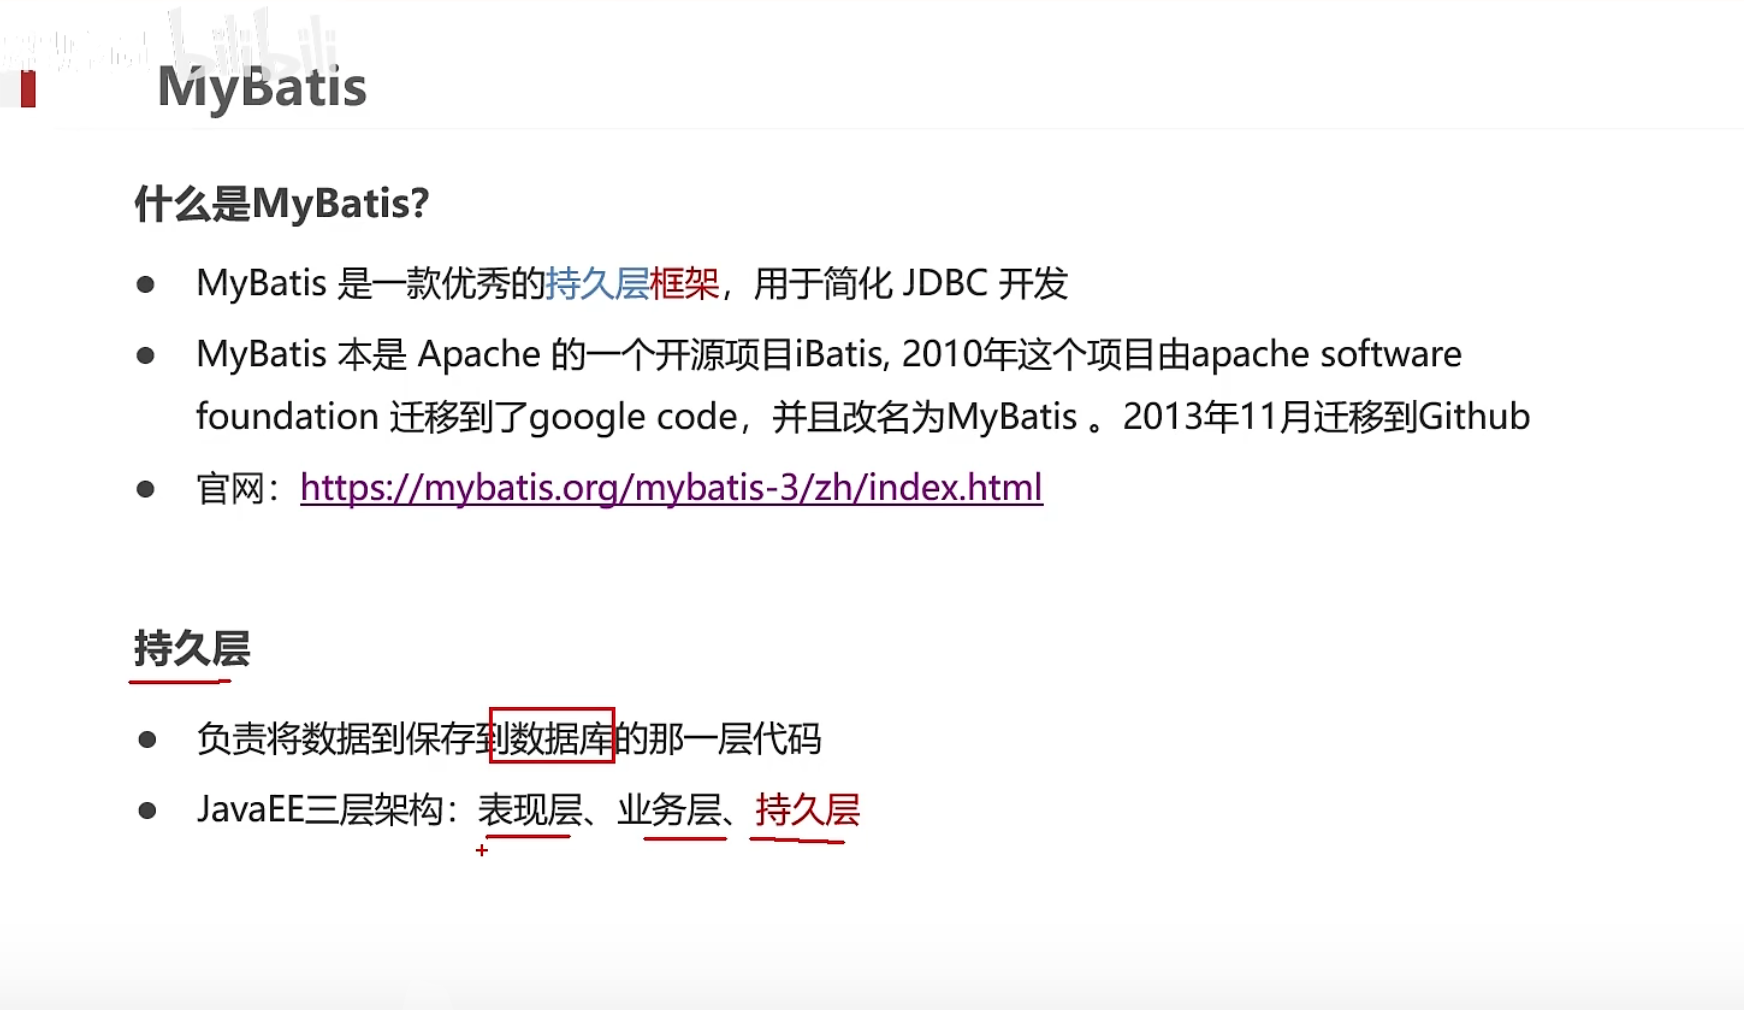 bilibili
MyBatis
什么是MyBatis?
● MyBatis 是一款优秀的持久层框架，用于简化 JDBC 开发
● MyBatis 本是 Apache 的一个开源项目iBatis, 2010年这个项目由apache software
foundation 迁移到了google code，并且改名为MyBatis 。2013年11月迁移到Github
● 官网：https://mybatis.org/mybatis-3/zh/index.html
持久层
● 负责将数据到保存到数据库的那一层代码
● JavaEE三层架构：表现层、业务层、持久层